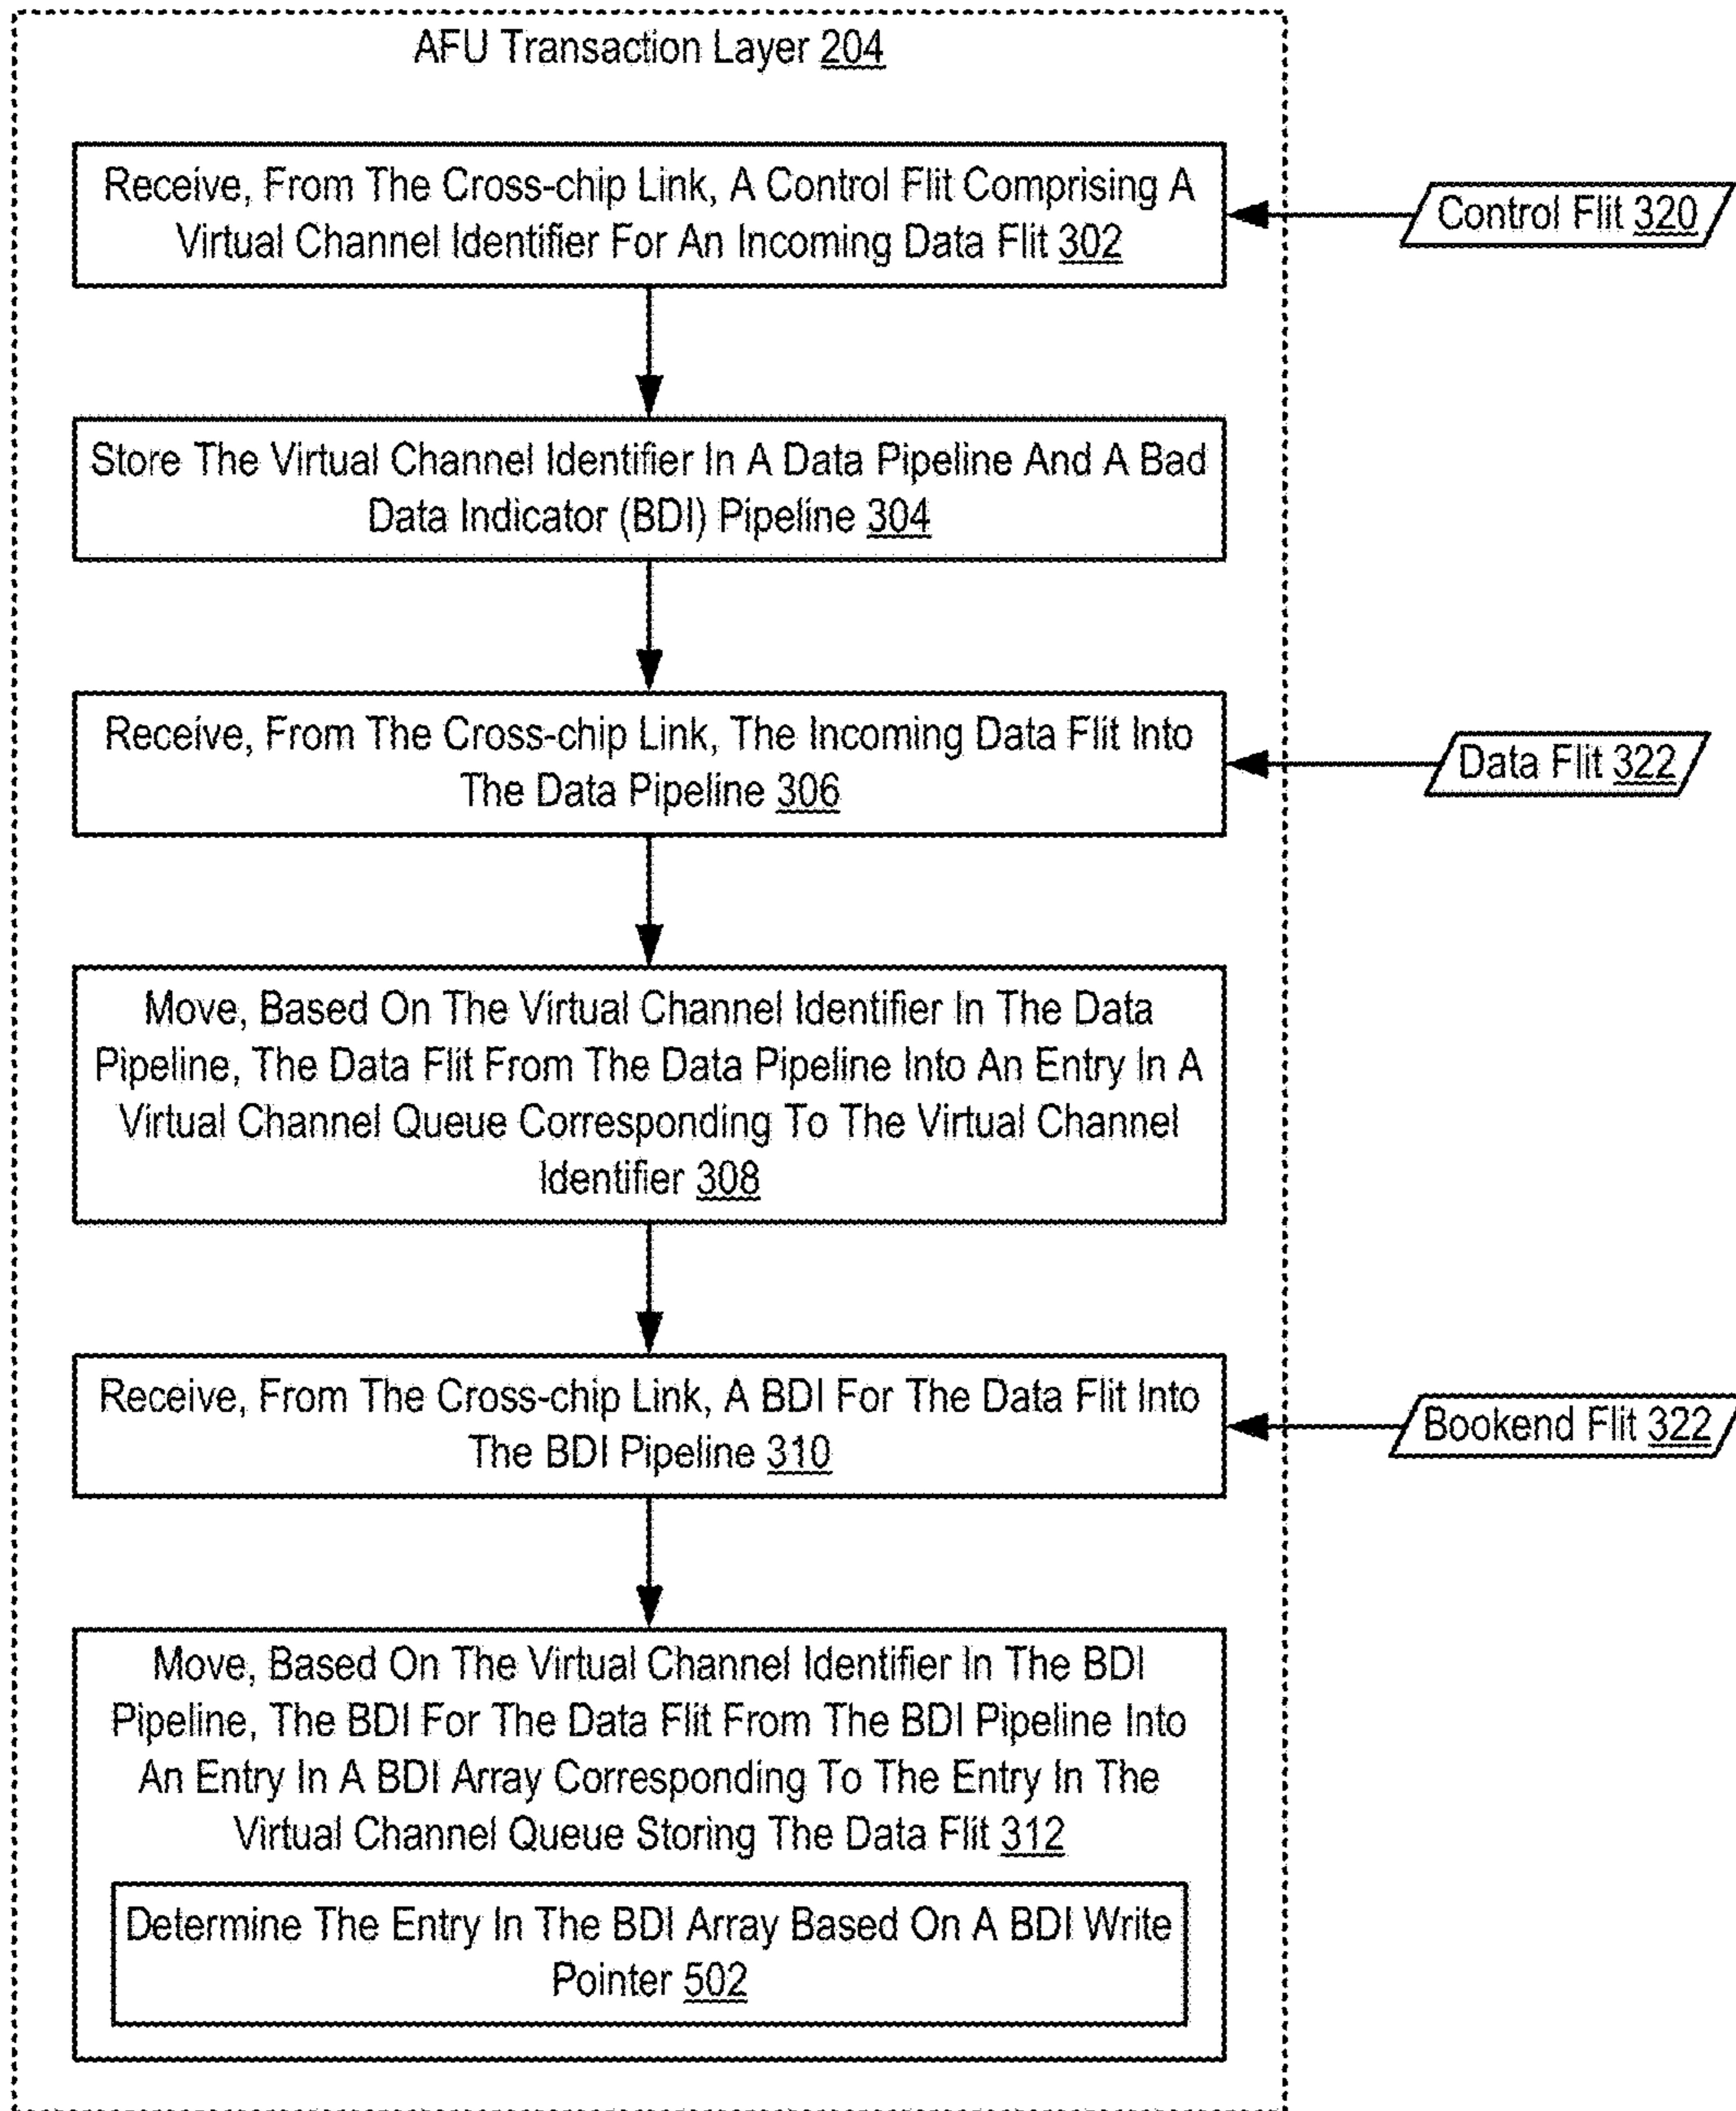 AFU Transaction Layer 204
Receive, From The Cross-chip Link, A Control Flit Comprising A
Virtual Channel Identifier For An Incoming Data Flit 302
Control Flit 320
Store The Virtual Channel Identifier In A Data Pipeline And A Bad
Data Indicator (BDI) Pipeline 304
Receive, From The Cross-chip Link, The Incoming Data Flit Into
The Data Pipeline 306
Data Flit 322
Move, Based On The Virtual Channel Identifier In The Data
Pipeline, The Data Flit From The Data Pipeline Into An Entry In A
Virtual Channel Queue Corresponding To The Virtual Channel
Identifier 308
Receive, From The Cross-chip Link, A BDI For The Data Flit Into
The BDI Pipeline 310
Bookend Flit 322
Move, Based On The Virtual Channel Identifier In The BDI
Pipeline, The BDI For The Data Flit From The BDI Pipeline Into
An Entry In A BDI Array Corresponding To The Entry In The
Virtual Channel Queue Storing The Data Flit 312
Determine The Entry In The BDI Array Based On A BDI Write
Pointer 502